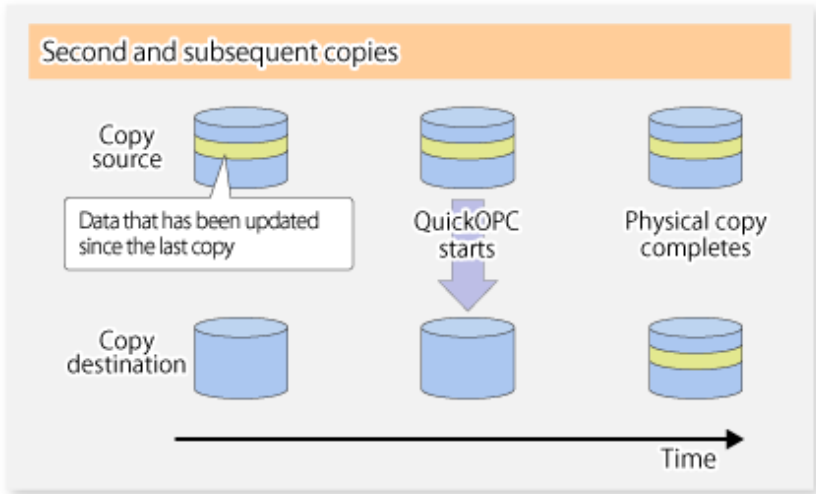 Second and subsequent copies
Copy
source
Data that has been updated
since the last copy
QuickOPC
starts
Physical copy
completes
Copy
destination
Time